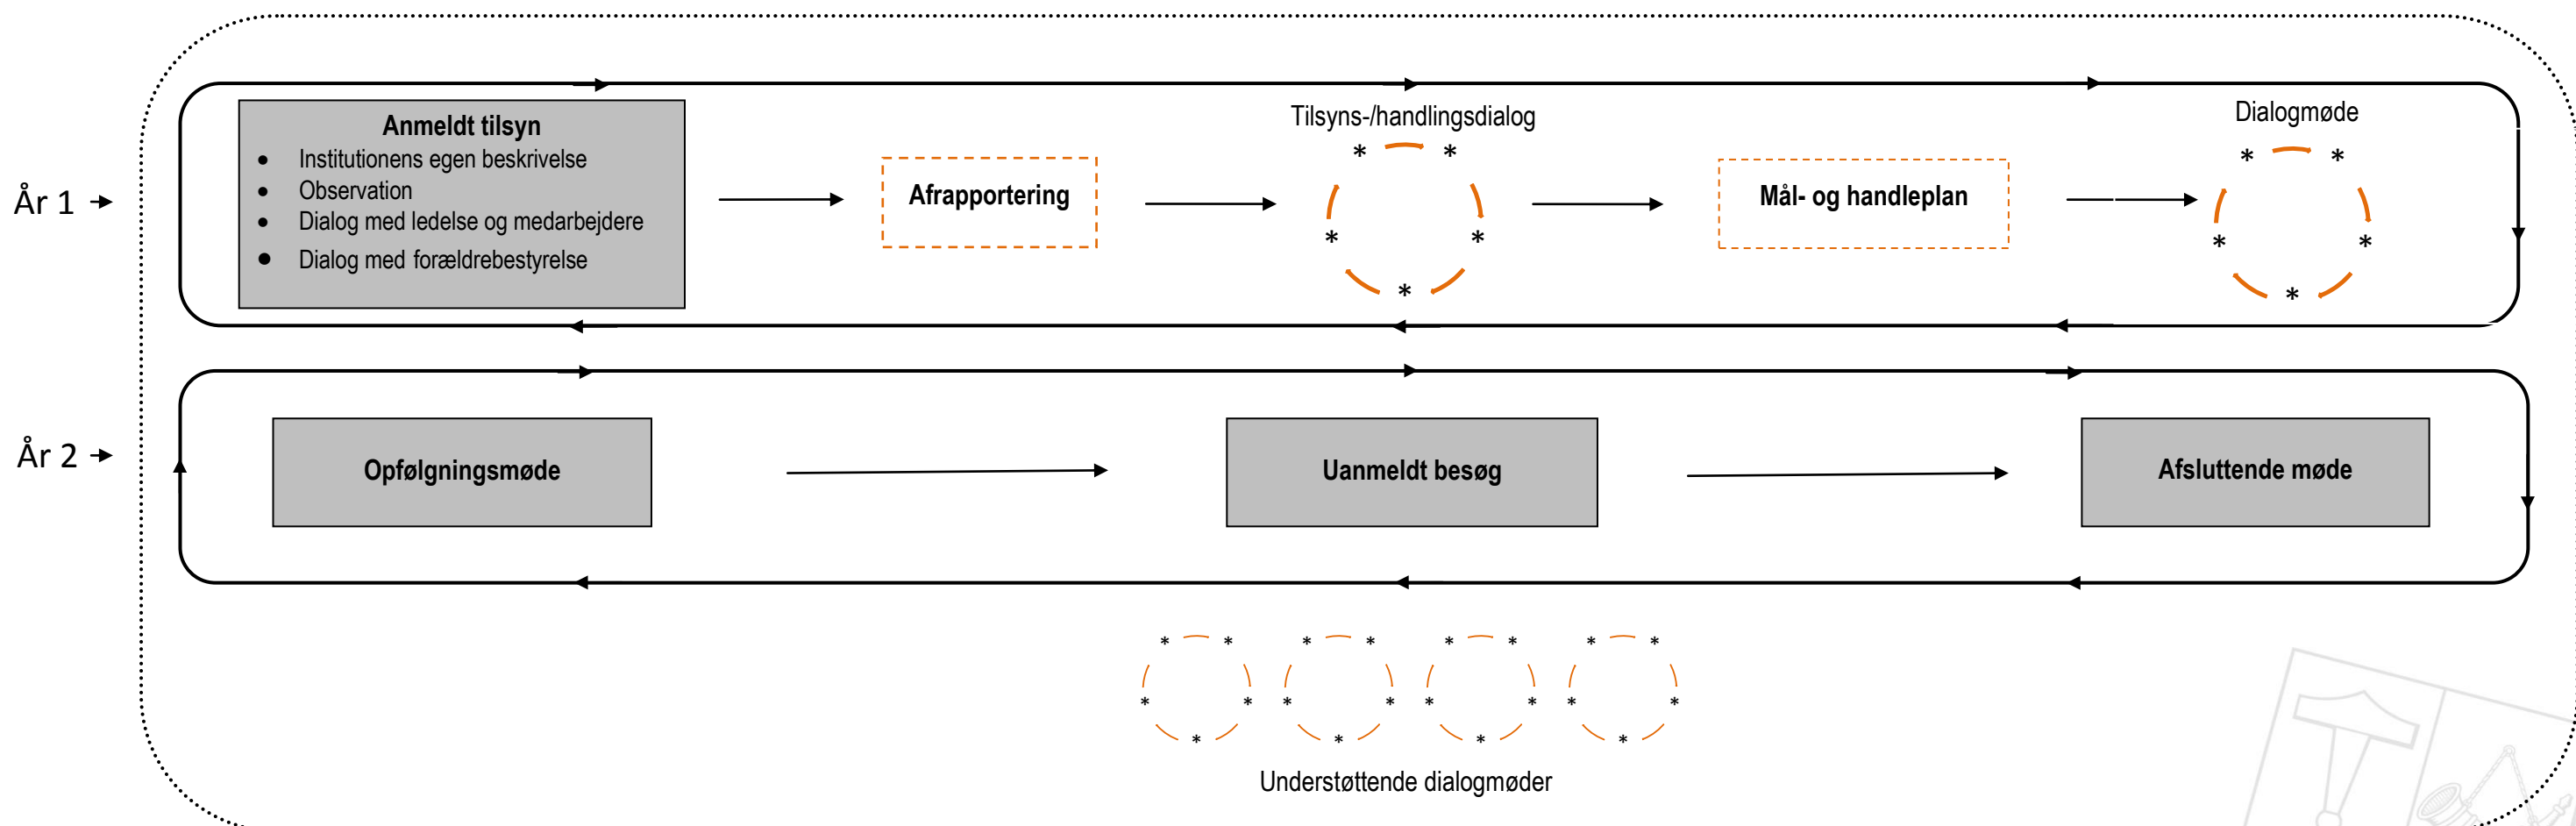 År 1
Anmeldt tilsyn
• Institutionens egen beskrivelse
• Observation
• Dialog med ledelse og medarbejdere
• Dialog med forældrebestyrelse
Afrapportering
Tilsyns-/handlingsdialog
* *
* *
*
Mål- og handleplan
Dialogmøde
* *
* *
*
År 2
Opfølgningsmøde
Uanmeldt besøg
Afsluttende møde
* * * * * * * *
* * * * * * * *
* * * *
Understøttende dialogmøder